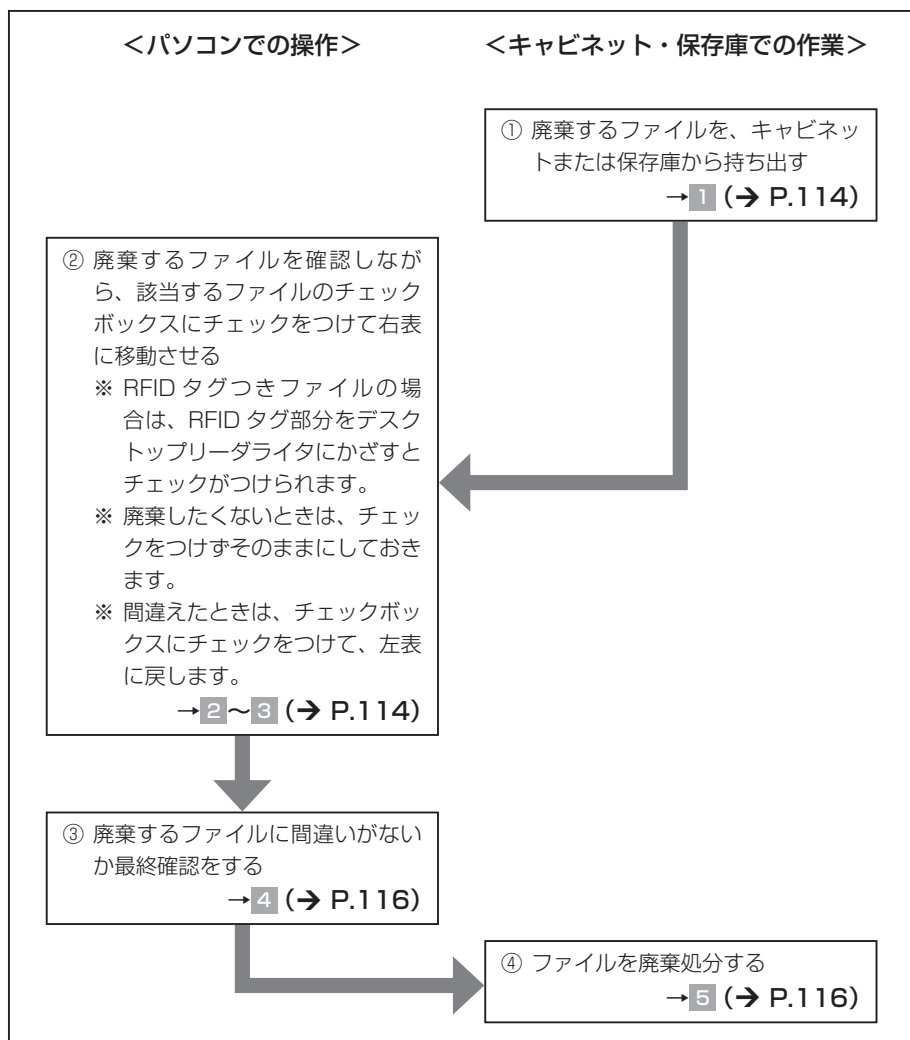 ＜パソコンでの操作＞
＜キャビネット・保存庫での作業＞
① 廃棄するファイルを、キャビネッ
トまたは保存庫から持ち出す
→1（➔ P.114）
② 廃棄するファイルを確認しなが
ら、該当するファイルのチェック
ボックスにチェックをつけて右表
に移動させる
※ RFID タグつきファイルの場
合は、RFID タグ部分をデスク
トップリーダライタにかざすと
チェックがつけられます。
※ 廃棄したくないときは、チェッ
クをつけずそのままにしておき
ます。
※ 間違えたときは、チェックボッ
クスにチェックをつけて、左表
に戻します。
→2～3（➔ P.114）
③ 廃棄するファイルに間違いがない
か最終確認をする
→4（➔ P.116）
④ ファイルを廃棄処分する
→5（➔ P.116）